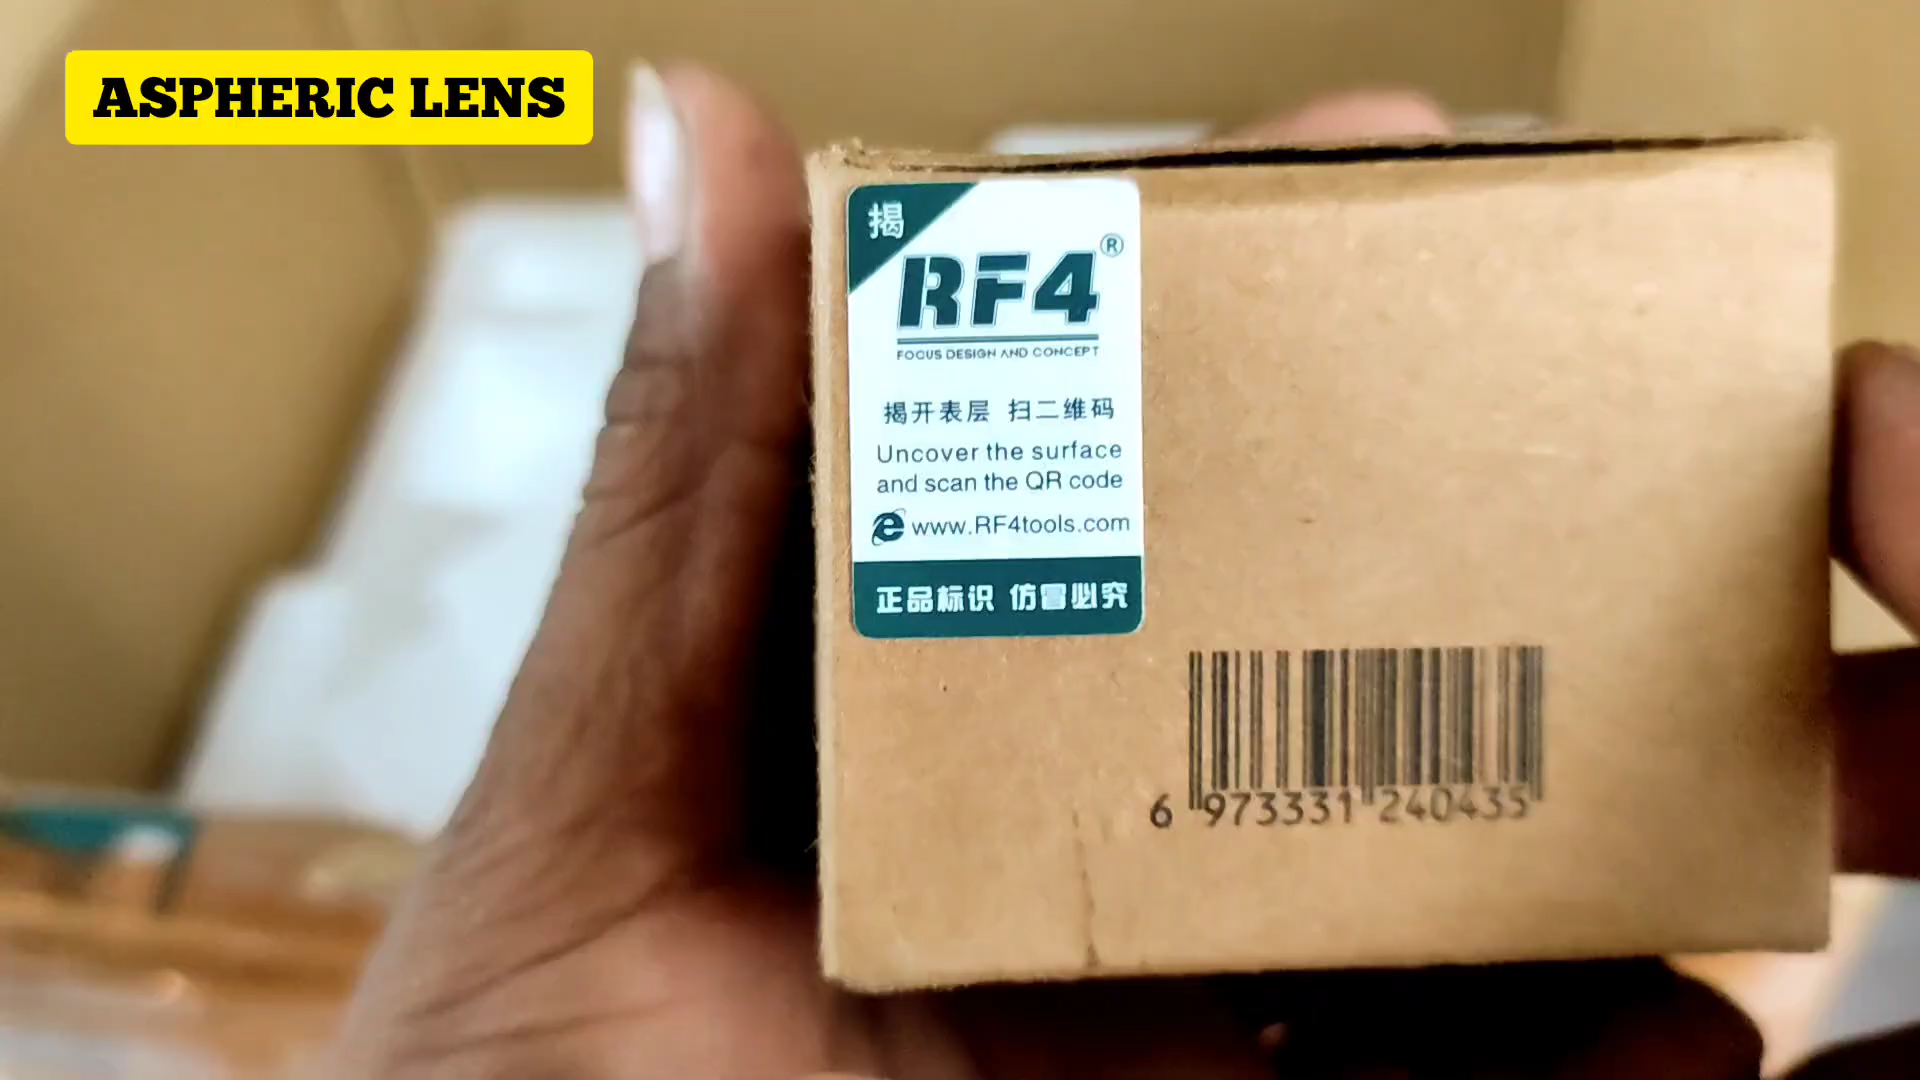 ASPHERIC LENS
揭
RF4®
FOCUS DESIGN AND CONCEPT
揭开表层 扫二维码
Uncover the surface
and scan the QR code
www.RF4tools.com
正品标识 仿冒必究
6 973331 240435